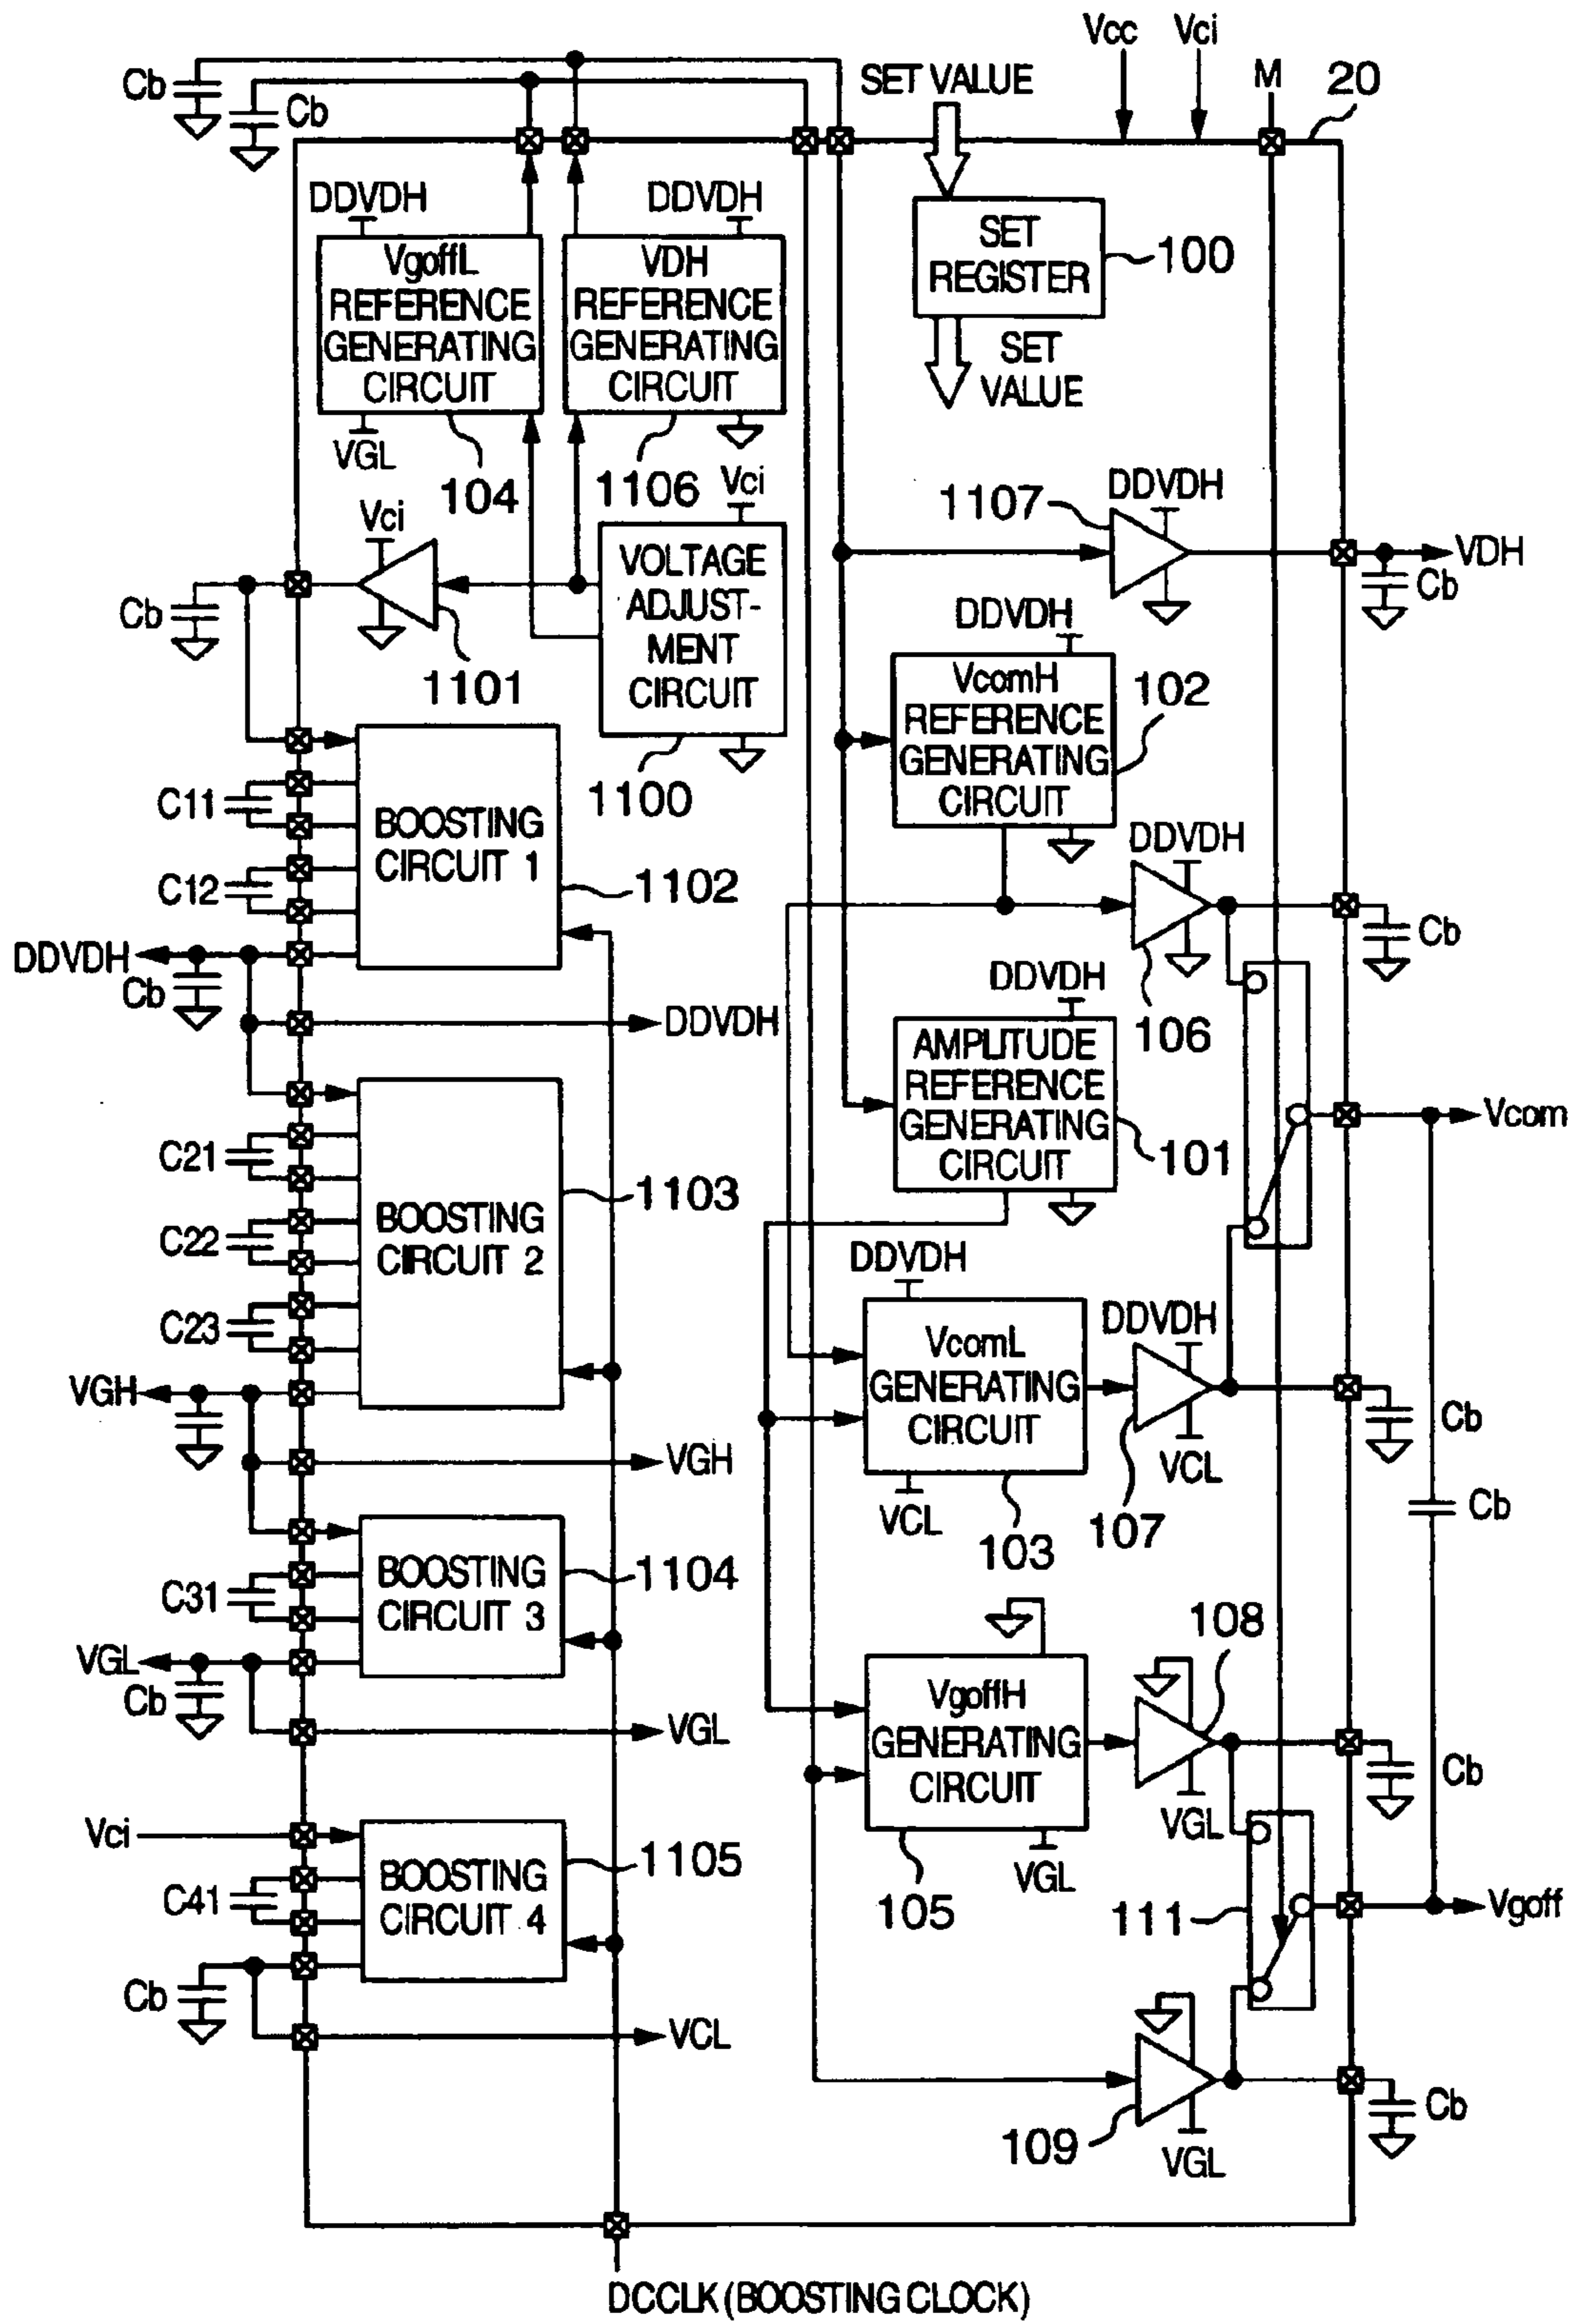 Vcc
Vci
Cb
Cb
SET VALUE
M
20
DDVDH
DDVDH
VgoffL
REFERENCE
GENERATING
CIRCUIT
VDH
REFERENCE
GENERATING
CIRCUIT
SET
REGISTER
100
SET
VALUE
VGL
104
1106
Vci
Vci
1107
DDVDH
VDH
Cb
Cb
VOLTAGE
ADJUST-
MENT
CIRCUIT
1101
1100
DDVDH
VcomH
REFERENCE
GENERATING
CIRCUIT
102
C11
C12
BOOSTING
CIRCUIT 1
1102
DDVDH
106
Cb
DDVDH
Cb
DDVDH
DDVDH
AMPLITUDE
REFERENCE
GENERATING
CIRCUIT
101
Vcom
C21
C22
C23
BOOSTING
CIRCUIT 2
1103
DDVDH
VcomL
GENERATING
CIRCUIT
VCL
103
DDVDH
VCL
107
Cb
Cb
VGH
VGH
C31
BOOSTING
CIRCUIT 3
1104
VGL
Cb
VGL
VgoffH
GENERATING
CIRCUIT
VGL
105
108
VGL
Cb
111
Vgoff
Vci
C41
BOOSTING
CIRCUIT 4
1105
Cb
VCL
109
VGL
Cb
DCCLK (BOOSTING CLOCK)